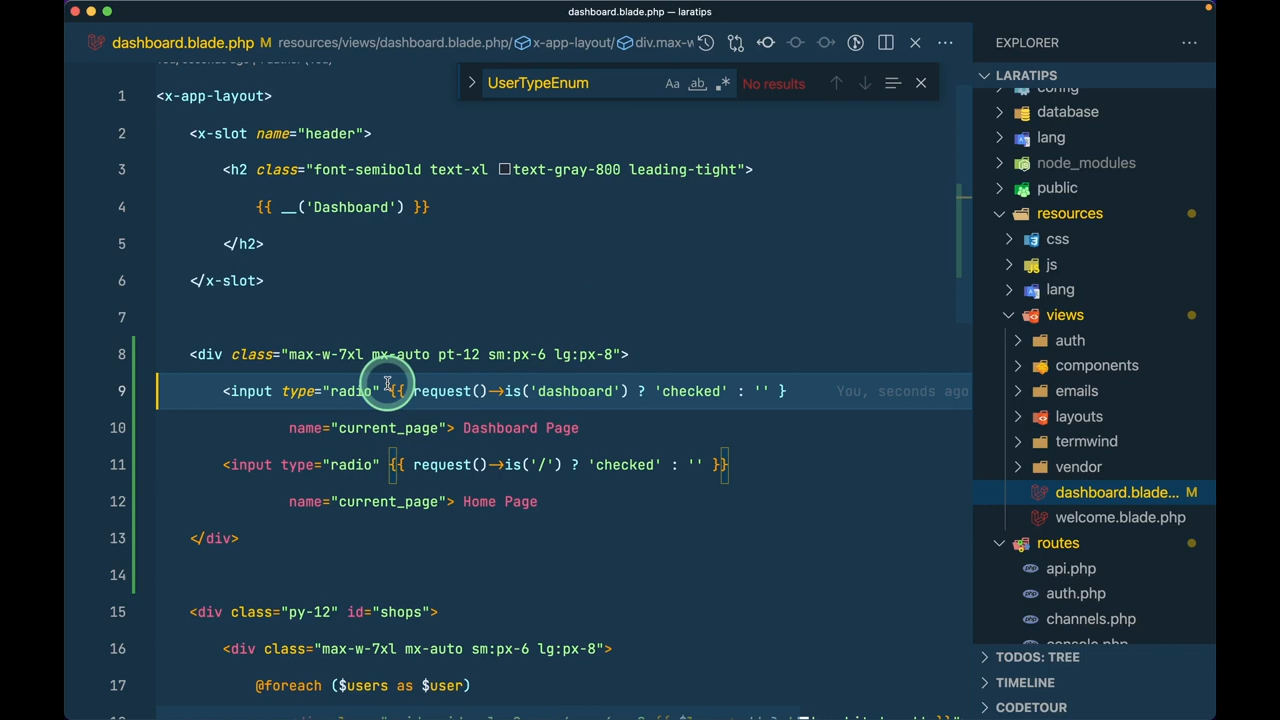 dashboard.blade.php — laratips
dashboard.blade.php M resources/views/dashboard.blade.php/ x-app-layout/ div.max-w
UserTypeEnum Aa ab No results
1 <x-app-layout>
2 <x-slot name="header">
3 <h2 class="font-semibold text-xl text-gray-800 leading-tight">
4 {{ __('Dashboard') }}
5 </h2>
6 </x-slot>
7
8 <div class="max-w-7xl mx-auto pt-12 sm:px-6 lg:px-8">
9 <input type="radio" {{ request()->is('dashboard') ? 'checked' : '' } You, seconds ago
10 name="current_page"> Dashboard Page
11 <input type="radio" {{ request()->is('/') ? 'checked' : '' }}
12 name="current_page"> Home Page
13 </div>
14
15 <div class="py-12" id="shops">
16 <div class="max-w-7xl mx-auto sm:px-6 lg:px-8">
17 @foreach ($users as $user)
EXPLORER
LARATIPS
config
database
lang
node_modules
public
resources
css
js
lang
views
auth
components
emails
layouts
termwind
vendor
dashboard.blade... M
welcome.blade.php
routes
api.php
auth.php
channels.php
console.php
TODOS: TREE
TIMELINE
CODETOUR